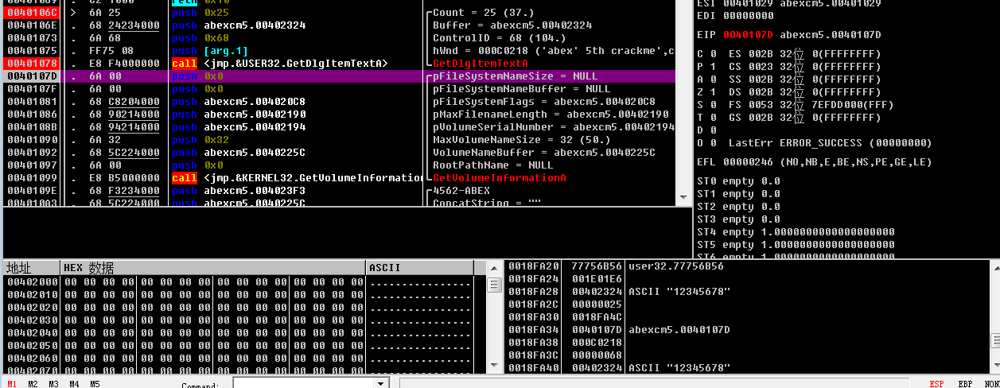 0040106C > 6A 25 push 0x25 Count = 25 (37.)
0040106E . 68 24234000 push abexcm5.00402324 Buffer = abexcm5.00402324
00401073 . 6A 68 push 0x68 ControlID = 68 (104.)
00401075 . FF75 08 push [arg.1] hWnd = 000C0218 ('abex' 5th crackme',c
00401078 . E8 F4000000 call <jmp.&USER32.GetDlgItemTextA> GetDlgItemTextA
0040107D . 6A 00 push 0x0 pFileSystemNameSize = NULL
0040107F . 6A 00 push 0x0 pFileSystemNameBuffer = NULL
00401081 . 68 C8204000 push abexcm5.004020C8 pFileSystemFlags = abexcm5.004020C8
00401086 . 68 90214000 push abexcm5.00402190 pMaxFilenameLength = abexcm5.00402190
0040108B . 68 94214000 push abexcm5.00402194 pVolumeSerialNumber = abexcm5.00402194
00401090 . 6A 32 push 0x32 MaxVolumeNameSize = 32 (50.)
00401092 . 68 5C224000 push abexcm5.0040225C VolumeNameBuffer = abexcm5.0040225C
00401097 . 6A 00 push 0x0 RootPathName = NULL
00401099 . E8 B5000000 call <jmp.&KERNEL32.GetVolumeInformation GetVolumeInformationA
0040109E . 68 F3234000 push abexcm5.004023F3 4562-ABEX
004010A3 . 68 5C224000 push abexcm5.0040225C ConcatString = ""
ESI 00401029 abexcm5.00401029
EDI 00000000
EIP 0040107D abexcm5.0040107D
C 0 ES 002B 32位 0(FFFFFFFF)
P 1 CS 0023 32位 0(FFFFFFFF)
A 0 SS 002B 32位 0(FFFFFFFF)
Z 1 DS 002B 32位 0(FFFFFFFF)
S 0 FS 0053 32位 7EFDD000(FFF)
T 0 GS 002B 32位 0(FFFFFFFF)
D 0
O 0 LastErr ERROR_SUCCESS (00000000)
EFL 00000246 (NO,NB,E,BE,NS,PE,GE,LE)
ST0 empty 0.0
ST1 empty 0.0
ST2 empty 0.0
ST3 empty 0.0
ST4 empty 1.0000000000000000000
ST5 empty 1.0000000000000000000
ST6 empty 1.0000000000000000000
地址 HEX 数据 ASCII
00402000 00 00 00 00 00 00 00 00 00 00 00 00 00 00 00 00 ................
00402010 00 00 00 00 00 00 00 00 00 00 00 00 00 00 00 00 ................
00402020 00 00 00 00 00 00 00 00 00 00 00 00 00 00 00 00 ................
00402030 00 00 00 00 00 00 00 00 00 00 00 00 00 00 00 00 ................
00402040 00 00 00 00 00 00 00 00 00 00 00 00 00 00 00 00 ................
00402050 00 00 00 00 00 00 00 00 00 00 00 00 00 00 00 00 ................
00402060 00 00 00 00 00 00 00 00 00 00 00 00 00 00 00 00 ................
00402070 00 00 00 00 00 00 00 00 00 00 00 00 00 00 00 00 ................
0018FA20 77756B56 user32.77756B56
0018FA24 001E01E6
0018FA28 00402324 ASCII "12345678"
0018FA2C 00000025
0018FA30 0018FA4C
0018FA34 0040107D abexcm5.0040107D
0018FA38 000C0218
0018FA3C 00000068
0018FA40 00402324 ASCII "12345678"
M1 M2 M3 M4 M5 Command: ESP EBP NON